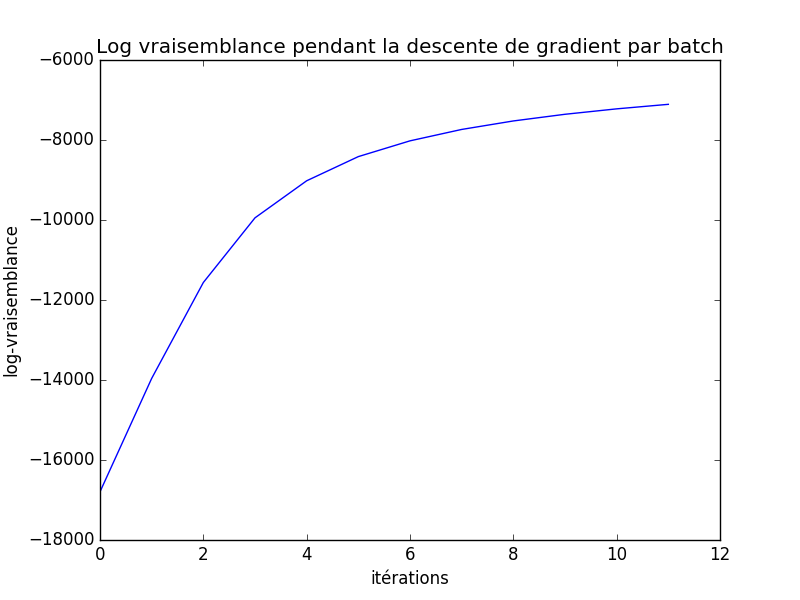 Log vraisemblance pendant la descente de gradient par batch
−6000
−8000
−10000
−12000
−14000
−16000
−18000
log-vraisemblance
0 2 4 6 8 10 12
itérations